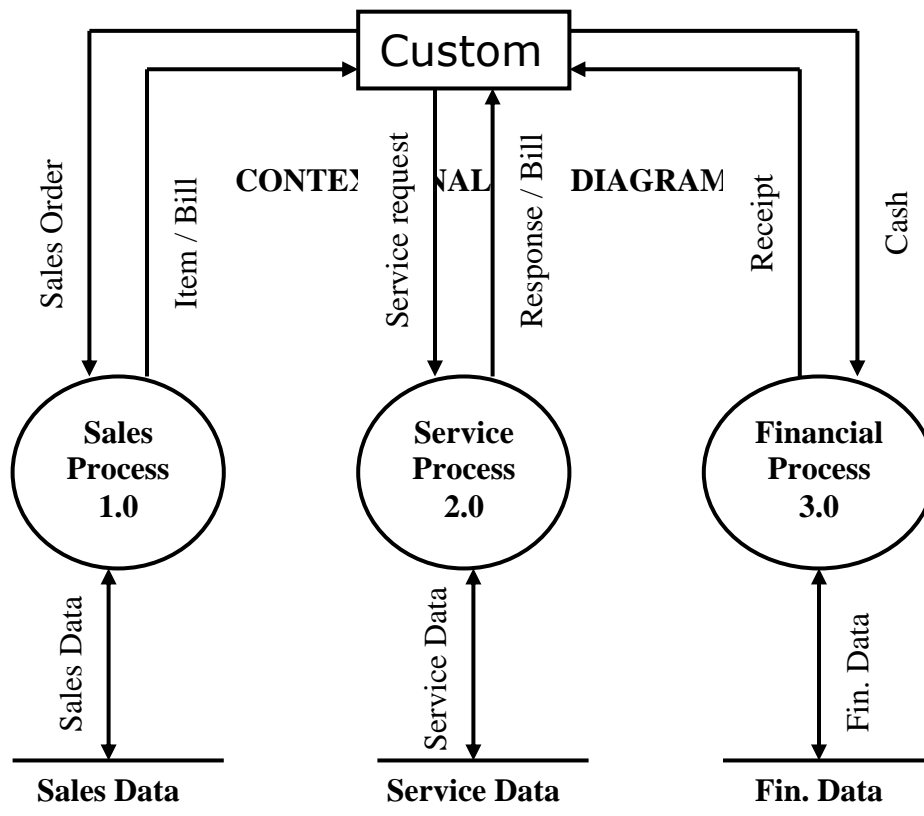 Custom
CONTEX NAL DIAGRAM
Sales Order
Item / Bill
Service request
Response / Bill
Receipt
Cash
Sales
Process
1.0
Service
Process
2.0
Financial
Process
3.0
Sales Data
Service Data
Fin. Data
Sales Data
Service Data
Fin. Data